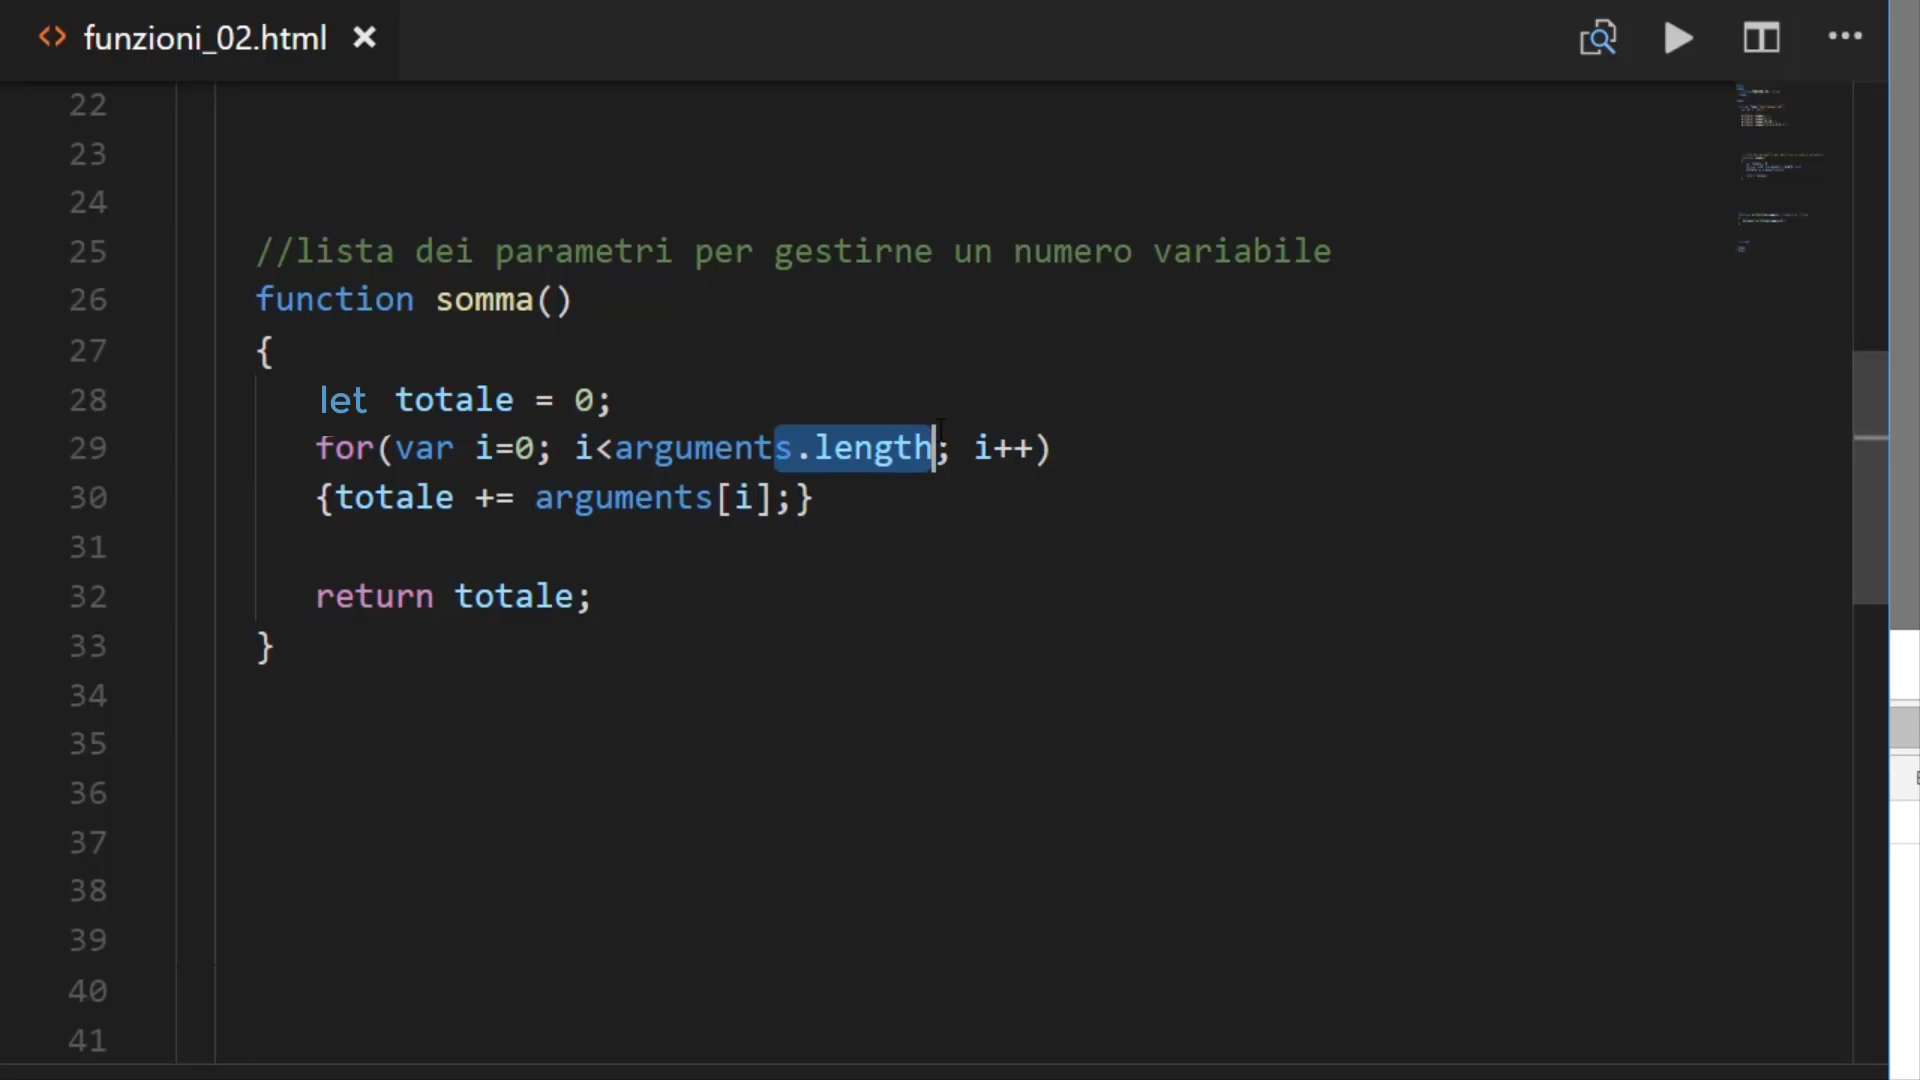 funzioni_02.html
22
23
24
25 //lista dei parametri per gestirne un numero variabile
26 function somma()
27 {
28 let totale = 0;
29 for(var i=0; i<arguments.length; i++)
30 {totale += arguments[i];}
31
32 return totale;
33 }
34
35
36
37
38
39
40
41